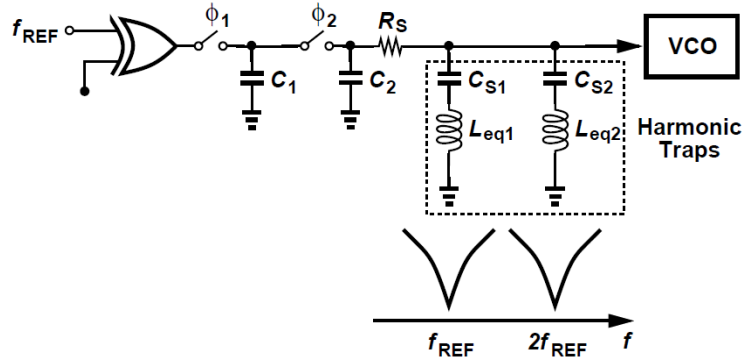 ϕ1 ϕ2 RS
fREF VCO
C1 C2 CS1 CS2
Leq1 Leq2 Harmonic
Traps
fREF 2fREF f